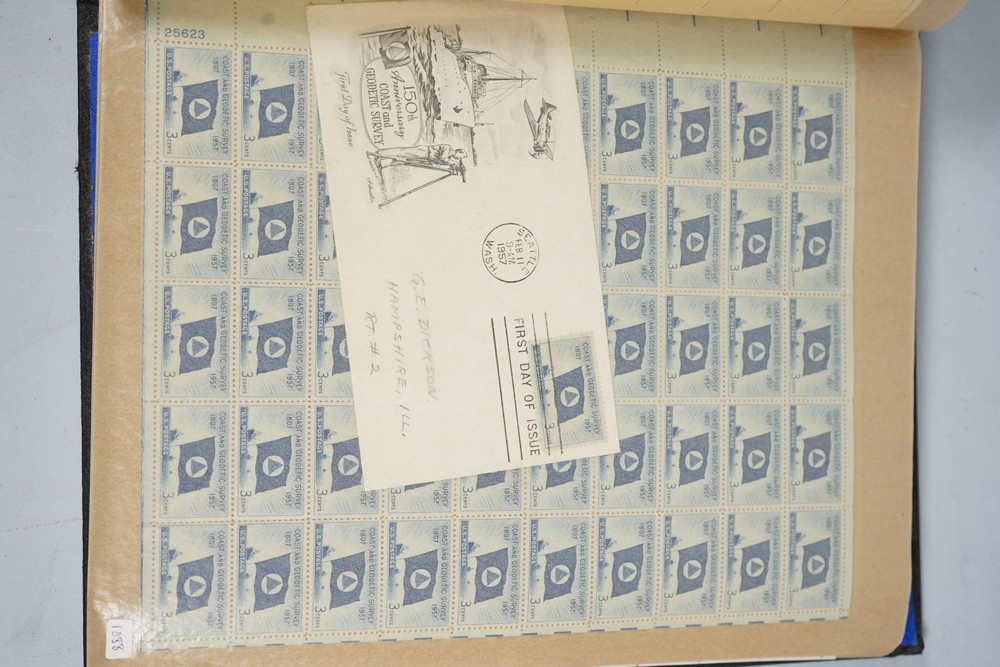 25623
150th
Anniversary
COAST and
GEODETIC SURVEY
First Day of Issue
SEATTLE
FEB 11
9 AM
1957
WASH.
G. E. DICKSON
HAMPSHIRE, ILL.
RT. # 2
FIRST DAY OF ISSUE
COAST AND GEODETIC SURVEY
1807 1957
U.S. POSTAGE
3 CENTS
1088